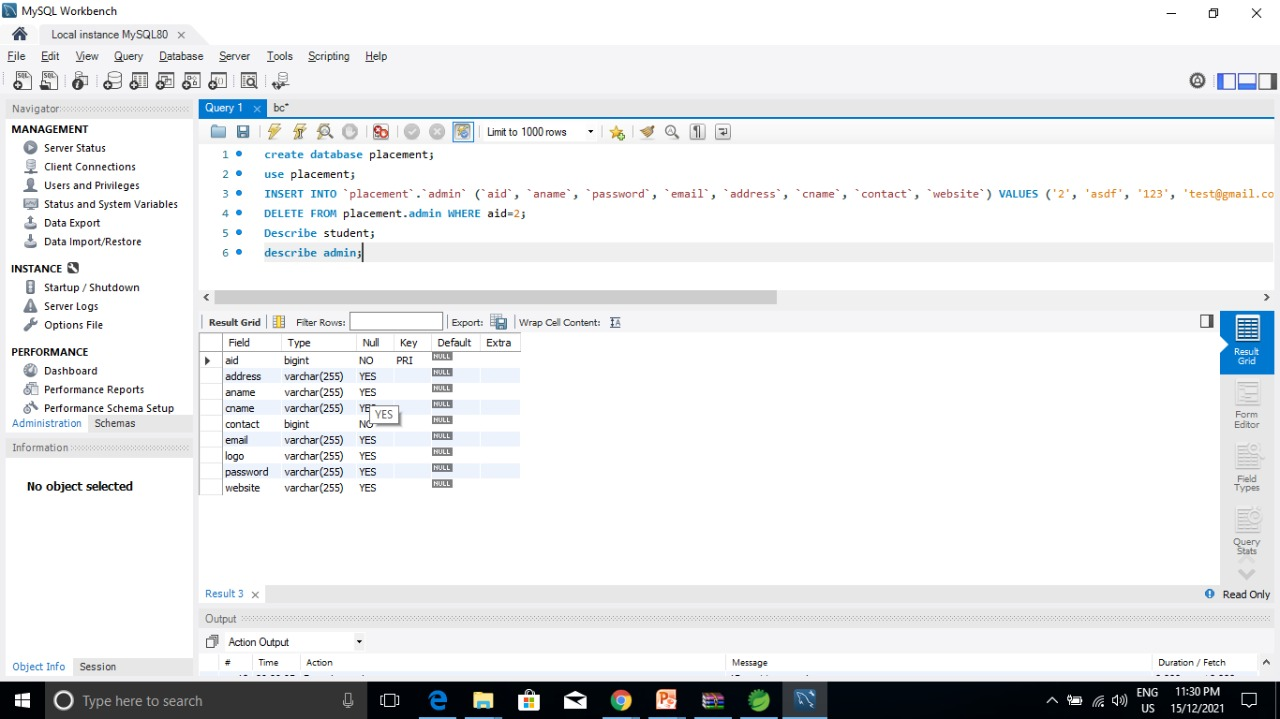 MySQL Workbench
Local instance MySQL80
File Edit View Query Database Server Tools Scripting Help
Navigator
MANAGEMENT
Server Status
Client Connections
Users and Privileges
Status and System Variables
Data Export
Data Import/Restore
INSTANCE
Startup / Shutdown
Server Logs
Options File
PERFORMANCE
Dashboard
Performance Reports
Performance Schema Setup
Administration Schemas
Information
No object selected
Object Info Session
Query 1 bc*
Limit to 1000 rows
1 create database placement;
2 use placement;
3 INSERT INTO `placement`.`admin` (`aid`, `aname`, `password`, `email`, `address`, `cname`, `contact`, `website`) VALUES ('2', 'asdf', '123', 'test@gmail.co
4 DELETE FROM placement.admin WHERE aid=2;
5 Describe student;
6 describe admin;
Result Grid Filter Rows: Export: Wrap Cell Content:
Field Type Null Key Default Extra
aid bigint NO PRI NULL
address varchar(255) YES NULL
aname varchar(255) YES NULL
cname varchar(255) YES NULL
YES
contact bigint NO NULL
email varchar(255) YES NULL
logo varchar(255) YES NULL
password varchar(255) YES NULL
website varchar(255) YES NULL
Result Grid
Form Editor
Field Types
Query Stats
Result 3
Read Only
Output
Action Output
# Time Action Message Duration / Fetch
Type here to search
ENG US
11:30 PM
15/12/2021